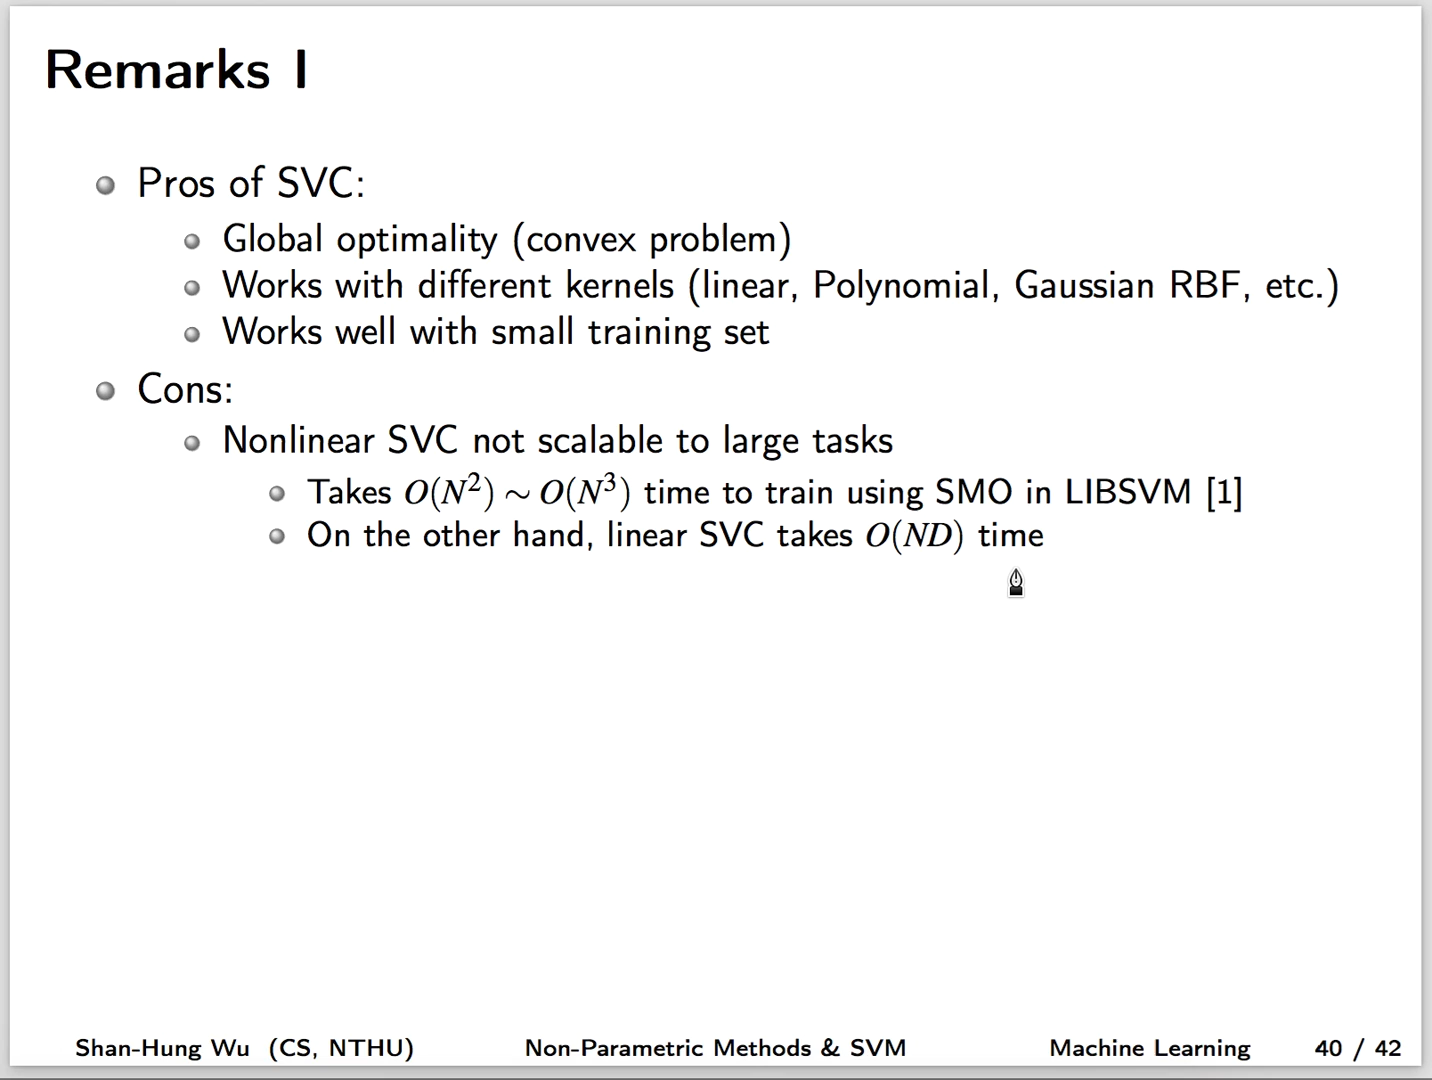 Remarks I
Pros of SVC:
Global optimality (convex problem)
Works with different kernels (linear, Polynomial, Gaussian RBF, etc.)
Works well with small training set
Cons:
Nonlinear SVC not scalable to large tasks
Takes O(N²) ∼ O(N³) time to train using SMO in LIBSVM [1]
On the other hand, linear SVC takes O(ND) time
Shan-Hung Wu (CS, NTHU) Non-Parametric Methods & SVM Machine Learning 40 / 42